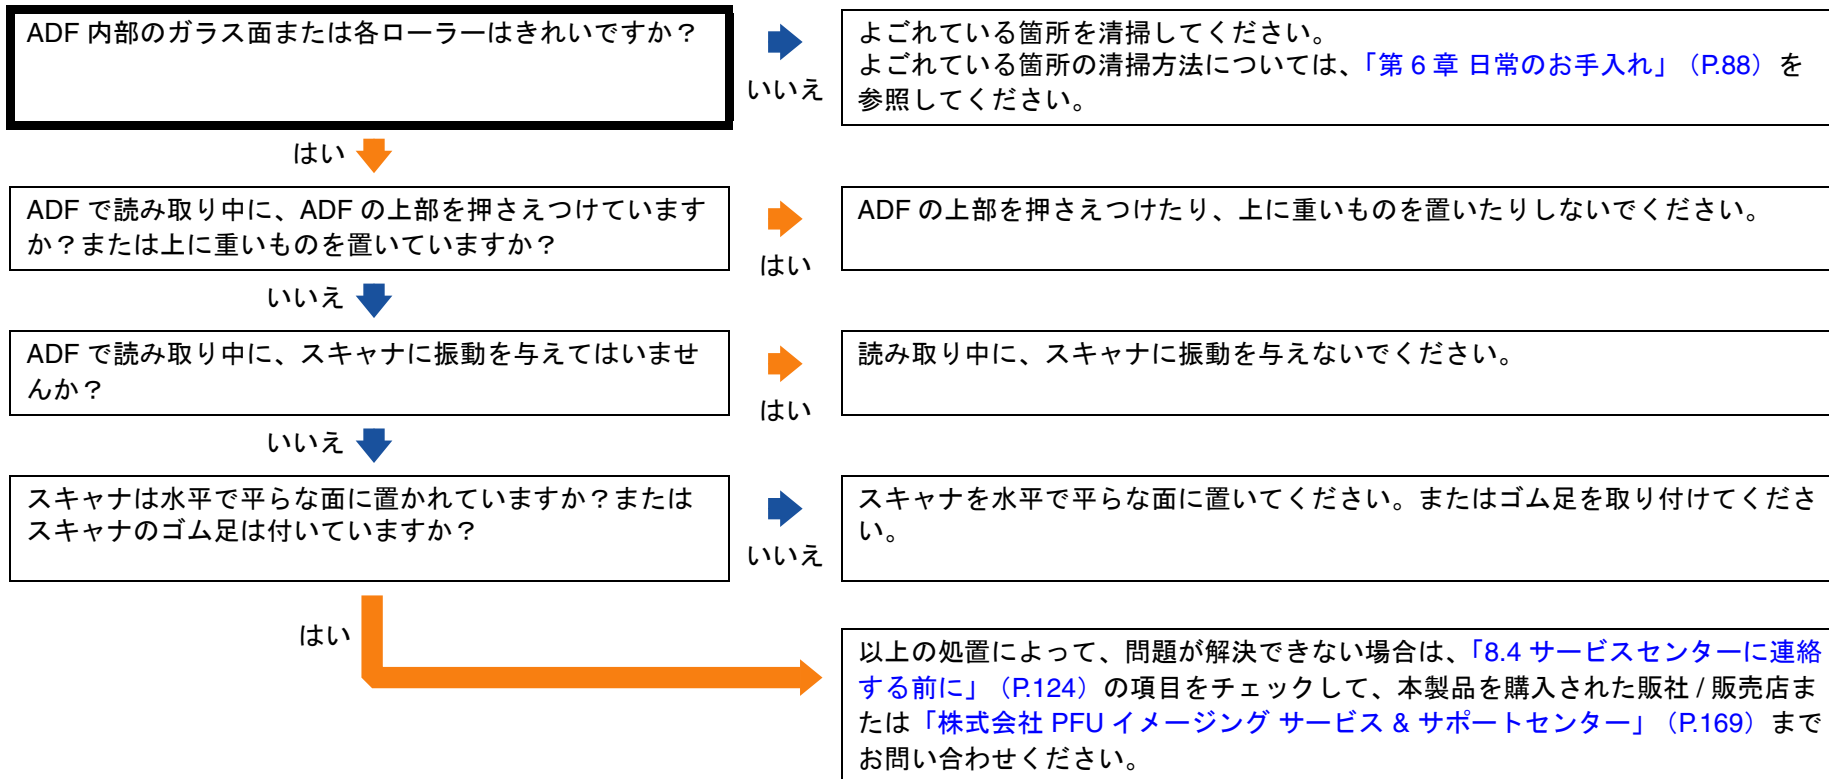 ADF 内部のガラス面または各ローラーはきれいですか？
いいえ
よごれている箇所を清掃してください。
よごれている箇所の清掃方法については、「第 6 章 日常のお手入れ」（P.88）を
参照してください。
はい
ADF で読み取り中に、ADF の上部を押さえつけています
か？または上に重いものを置いていますか？
はい
ADF の上部を押さえつけたり、上に重いものを置いたりしないでください。
いいえ
ADF で読み取り中に、スキャナに振動を与えてはいませ
んか？
はい
読み取り中に、スキャナに振動を与えないでください。
いいえ
スキャナは水平で平らな面に置かれていますか？または
スキャナのゴム足は付いていますか？
いいえ
スキャナを水平で平らな面に置いてください。またはゴム足を取り付けてくださ
い。
はい
以上の処置によって、問題が解決できない場合は、「8.4 サービスセンターに連絡
する前に」（P.124）の項目をチェックして、本製品を購入された販社 / 販売店ま
たは「株式会社 PFU イメージング サービス & サポートセンター」（P.169）まで
お問い合わせください。